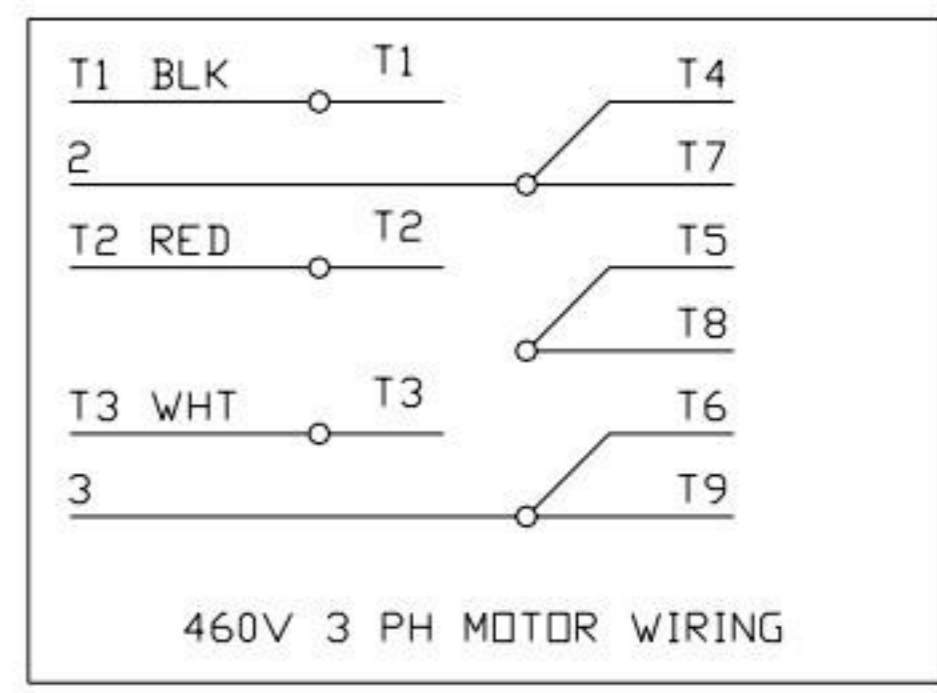 T1 BLK T1 T4
2 T7
T2 RED T2 T5
T8
T3 WHT T3 T6
3 T9
460V 3 PH MOTOR WIRING